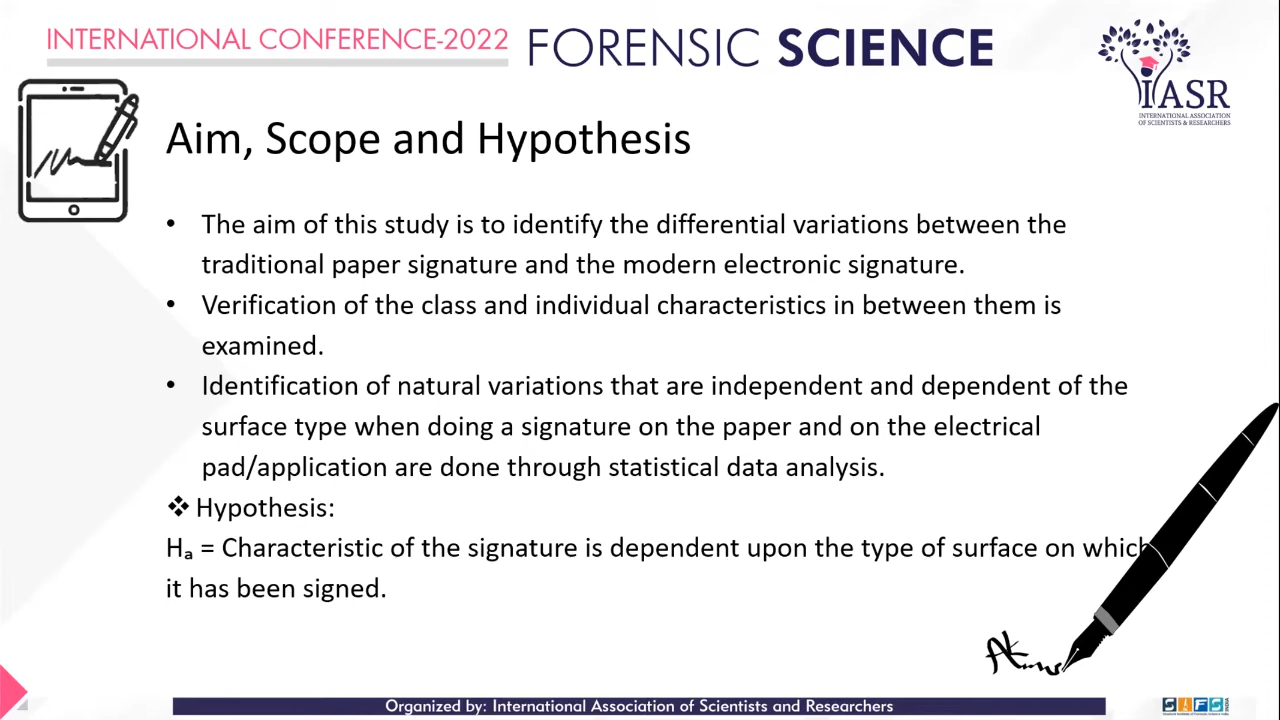 INTERNATIONAL CONFERENCE-2022 FORENSIC SCIENCE
IASR
INTERNATIONAL ASSOCIATION
OF SCIENTISTS & RESEARCHERS
Aim, Scope and Hypothesis
• The aim of this study is to identify the differential variations between the
traditional paper signature and the modern electronic signature.
• Verification of the class and individual characteristics in between them is
examined.
• Identification of natural variations that are independent and dependent of the
surface type when doing a signature on the paper and on the electrical
pad/application are done through statistical data analysis.
❖ Hypothesis:
Hₐ = Characteristic of the signature is dependent upon the type of surface on which
it has been signed.
Organized by: International Association of Scientists and Researchers
SIFS
INDIA